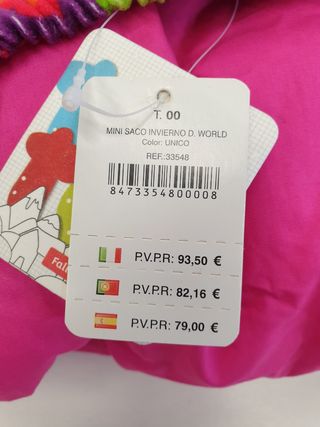 T. 00
MINI SACO INVIERNO D. WORLD
Color: UNICO
REF.:33548
8473354800008
P.V.P.R: 93,50 €
P.V.P.R: 82,16 €
P.V.P.R: 79,00 €